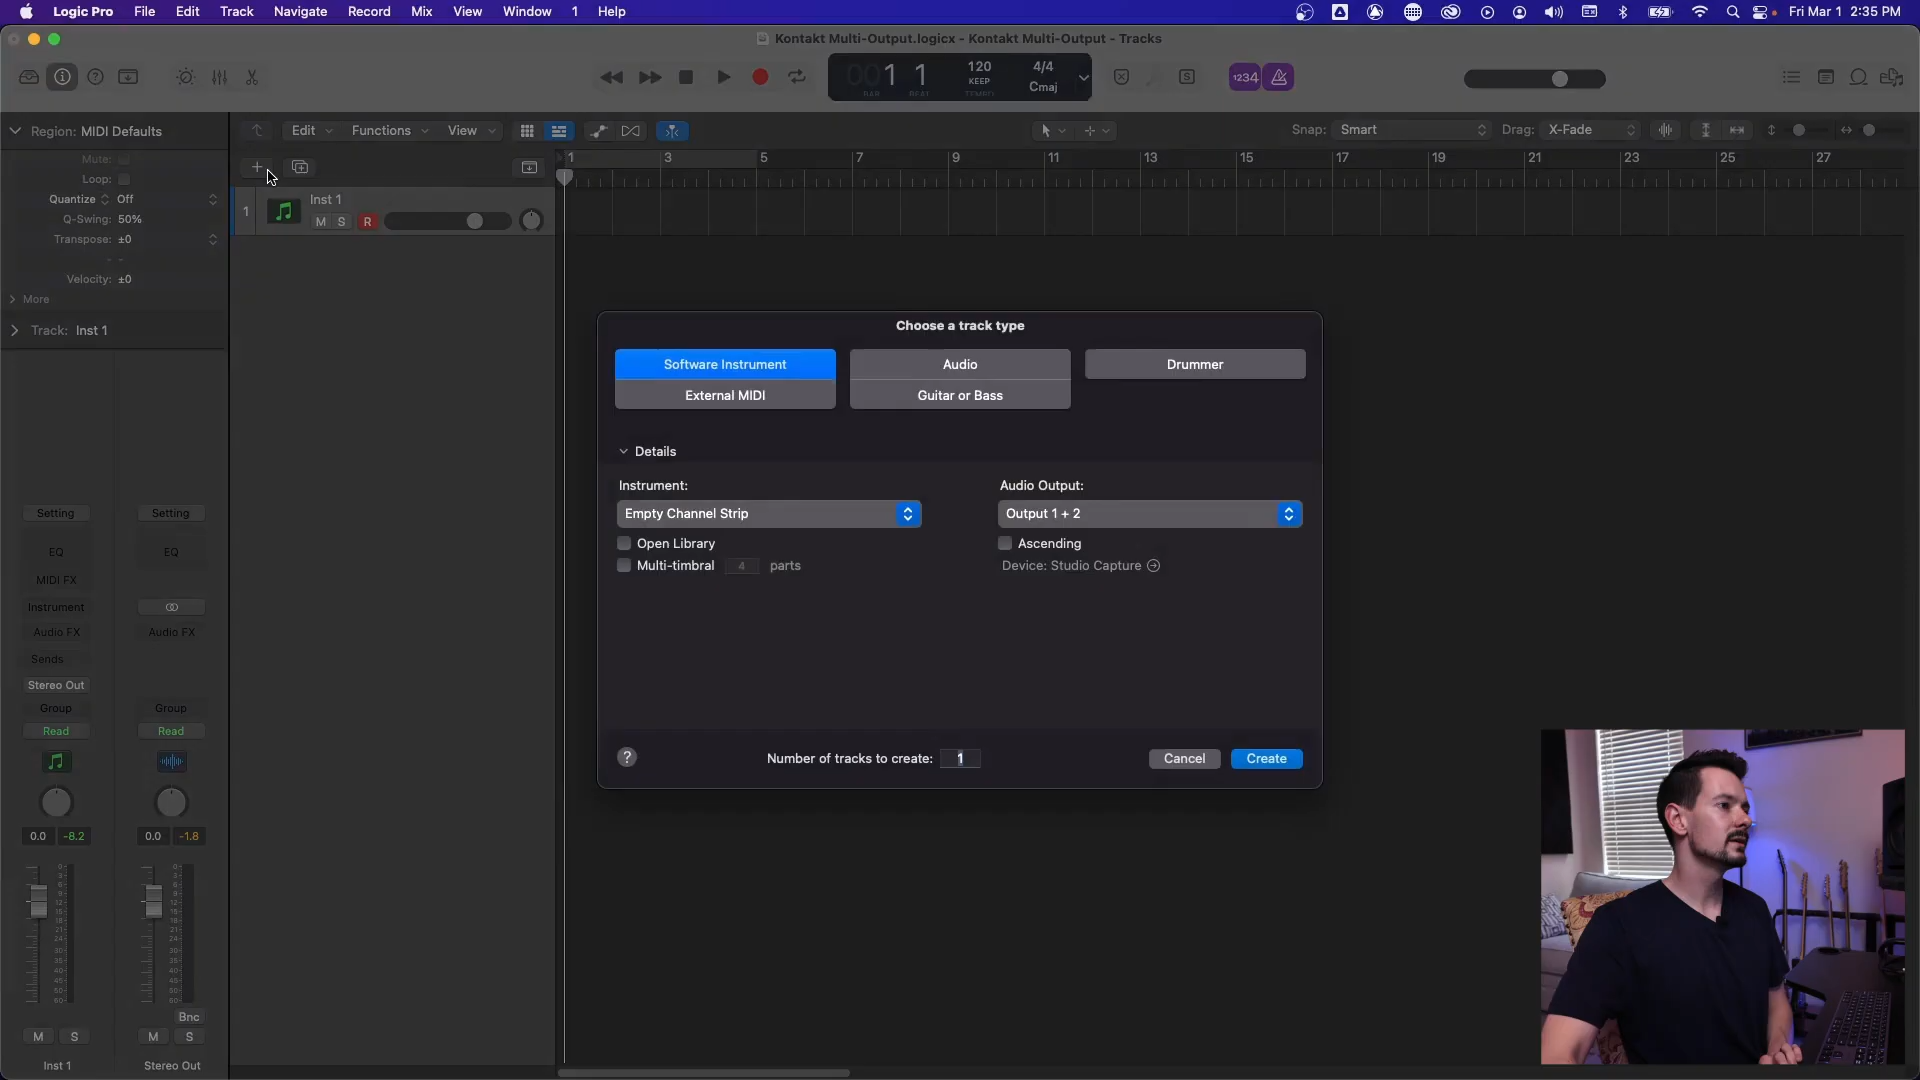 Logic Pro File Edit Track Navigate Record Mix View Window 1 Help Fri Mar 1 2:35 PM
Kontakt Multi-Output.logicx - Kontakt Multi-Output - Tracks
001 1 120 4/4
KEEP Cmaj
BAR BEAT TEMPO
S 1234
Region: MIDI Defaults
Edit Functions View Snap: Smart Drag: X-Fade
Mute:
Loop:
Quantize Off
Q-Swing: 50%
Transpose: ±0
Velocity: ±0
More
Track: Inst 1
1 3 5 7 9 11 13 15 17 19 21 23 25 27
1 Inst 1
M S R
Choose a track type
Software Instrument Audio Drummer
External MIDI Guitar or Bass
Details
Instrument: Audio Output:
Empty Channel Strip Output 1 + 2
Open Library Ascending
Multi-timbral 4 parts Device: Studio Capture
? Number of tracks to create: 1 Cancel Create
Setting Setting
EQ EQ
MIDI FX
Instrument
Audio FX Audio FX
Sends
Stereo Out
Group Group
Read Read
0.0 -8.2 0.0 -1.8
Bnc
M S M S
Inst 1 Stereo Out